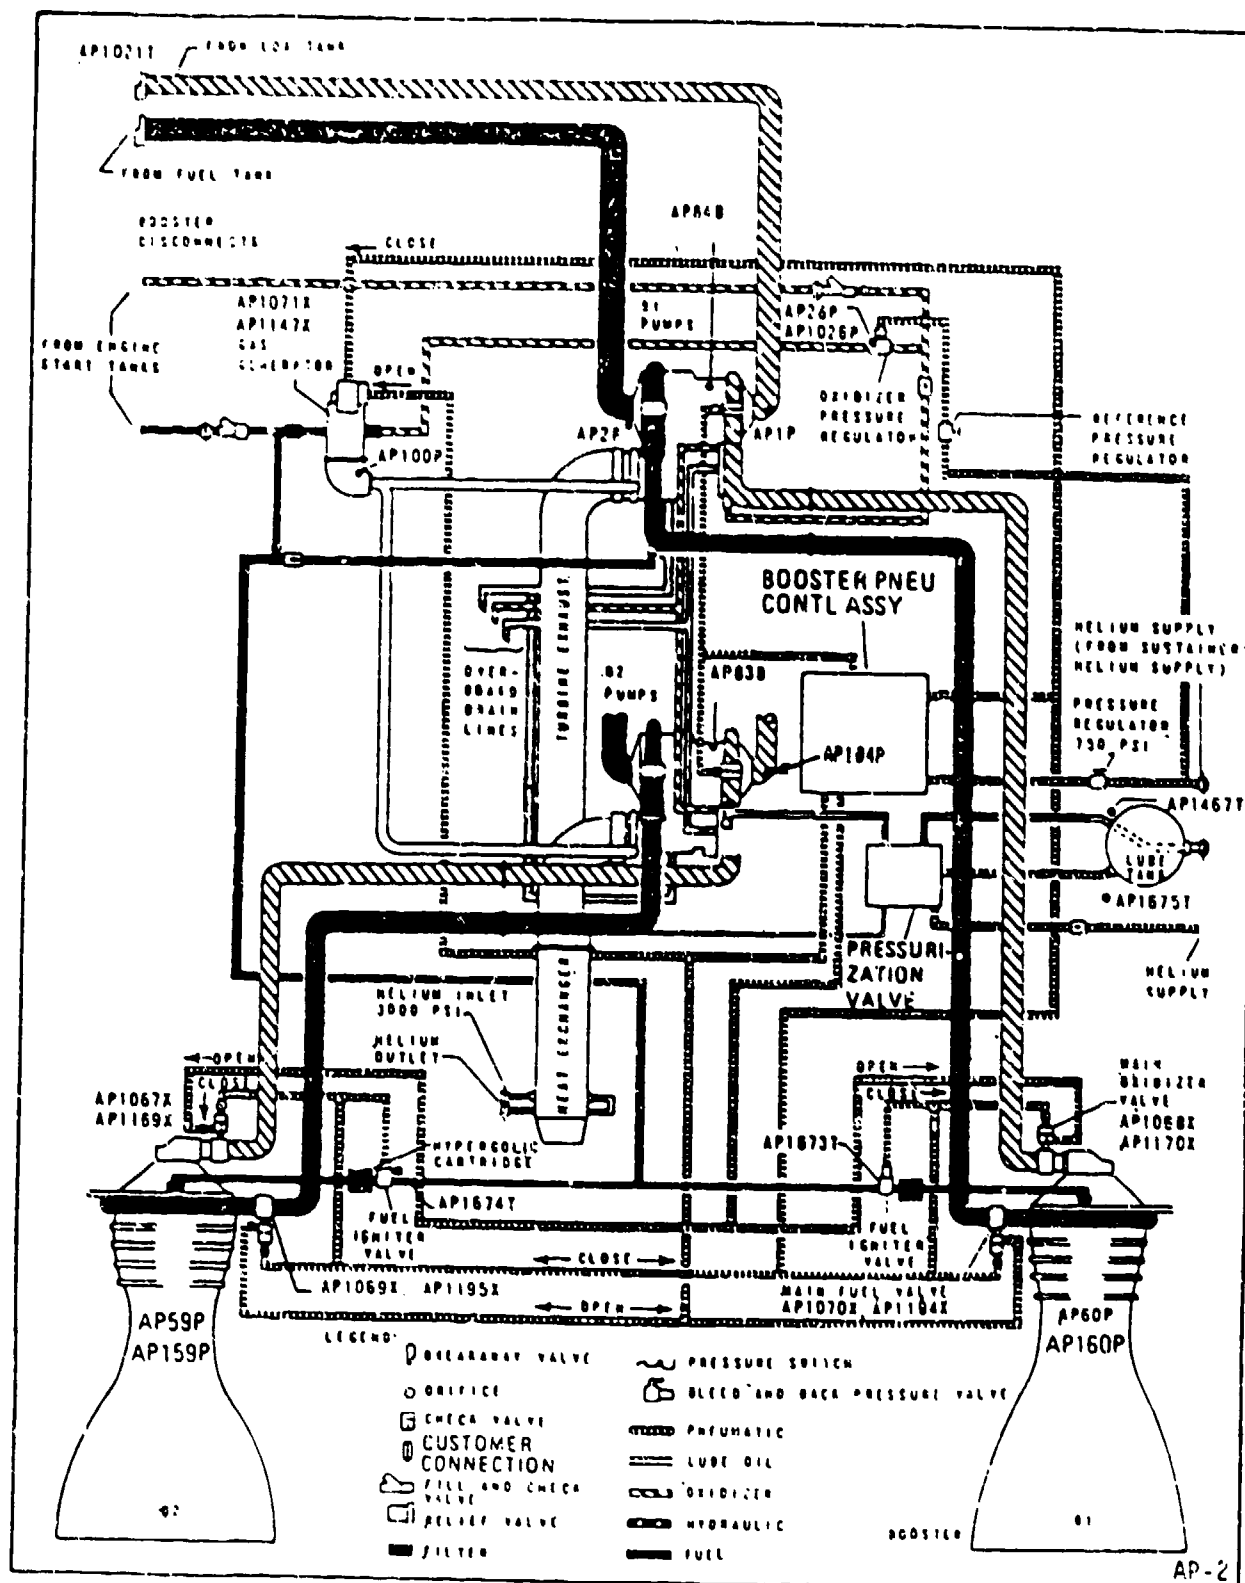 AP1021T
FROM LOX TANK
FROM FUEL TANK
BOOSTER
DISCONNECTS
CLOSE
AP84B
AP1071X
AP1147X
GAS
GENERATOR
FROM ENGINE
START TANKS
OPEN
B1
PUMPS
AP26P
AP1026P
OXIDIZER
PRESSURE
REGULATOR
REFERENCE
PRESSURE
REGULATOR
AP100P
AP2P
AP1P
BOOSTER PNEU
CONTL ASSY
TURBINE EXHAUST
OVER-
BOARD
DRAIN
LINES
B2
PUMPS
AP83B
AP184P
HELIUM SUPPLY
(FROM SUSTAINER
HELIUM SUPPLY)
PRESSURE
REGULATOR
750 PSI
AP1467T
LUBE
TANK
AP1675T
PRESSURI-
ZATION
VALVE
HELIUM
SUPPLY
HELIUM INLET
3000 PSI
HELIUM
OUTLET
HEAT EXCHANGER
OPEN
CLOSE
AP1067X
AP1169X
OPEN
CLOSE
MAIN
OXIDIZER
VALVE
AP1068X
AP1170X
HYPERGOLIC
CARTRIDGE
AP1673T
AP1674T
FUEL
IGNITER
VALVE
FUEL
IGNITER
VALVE
CLOSE
AP1069X, AP1195X
OPEN
MAIN FUEL VALVE
AP1070X, AP1194X
AP59P
AP159P
AP60P
AP160P
LEGEND:
BREAKAWAY VALVE
ORIFICE
CHECK VALVE
CUSTOMER
CONNECTION
FILL AND CHECK
VALVE
RELIEF VALVE
FILTER
PRESSURE SWITCH
BLEED AND BACK PRESSURE VALVE
PNEUMATIC
LUBE OIL
OXIDIZER
HYDRAULIC
FUEL
B2
BOOSTER
B1
AP-2